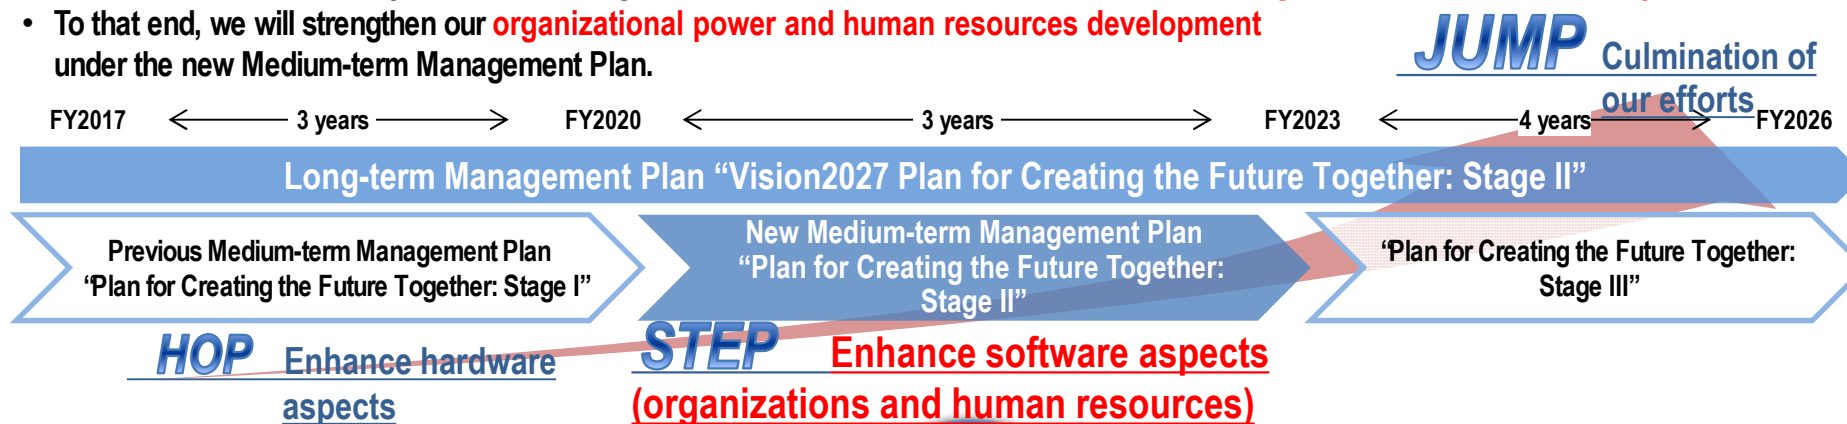 • To that end, we will strengthen our organizational power and human resources development
under the new Medium-term Management Plan.
JUMP Culmination of
our efforts
FY2017 3 years FY2020 3 years FY2023 4 years FY2026
Long-term Management Plan “Vision2027 Plan for Creating the Future Together: Stage II”
Previous Medium-term Management Plan
“Plan for Creating the Future Together: Stage I”
New Medium-term Management Plan
“Plan for Creating the Future Together:
Stage II”
“Plan for Creating the Future Together:
Stage III”
HOP Enhance hardware
aspects
STEP Enhance software aspects
(organizations and human resources)